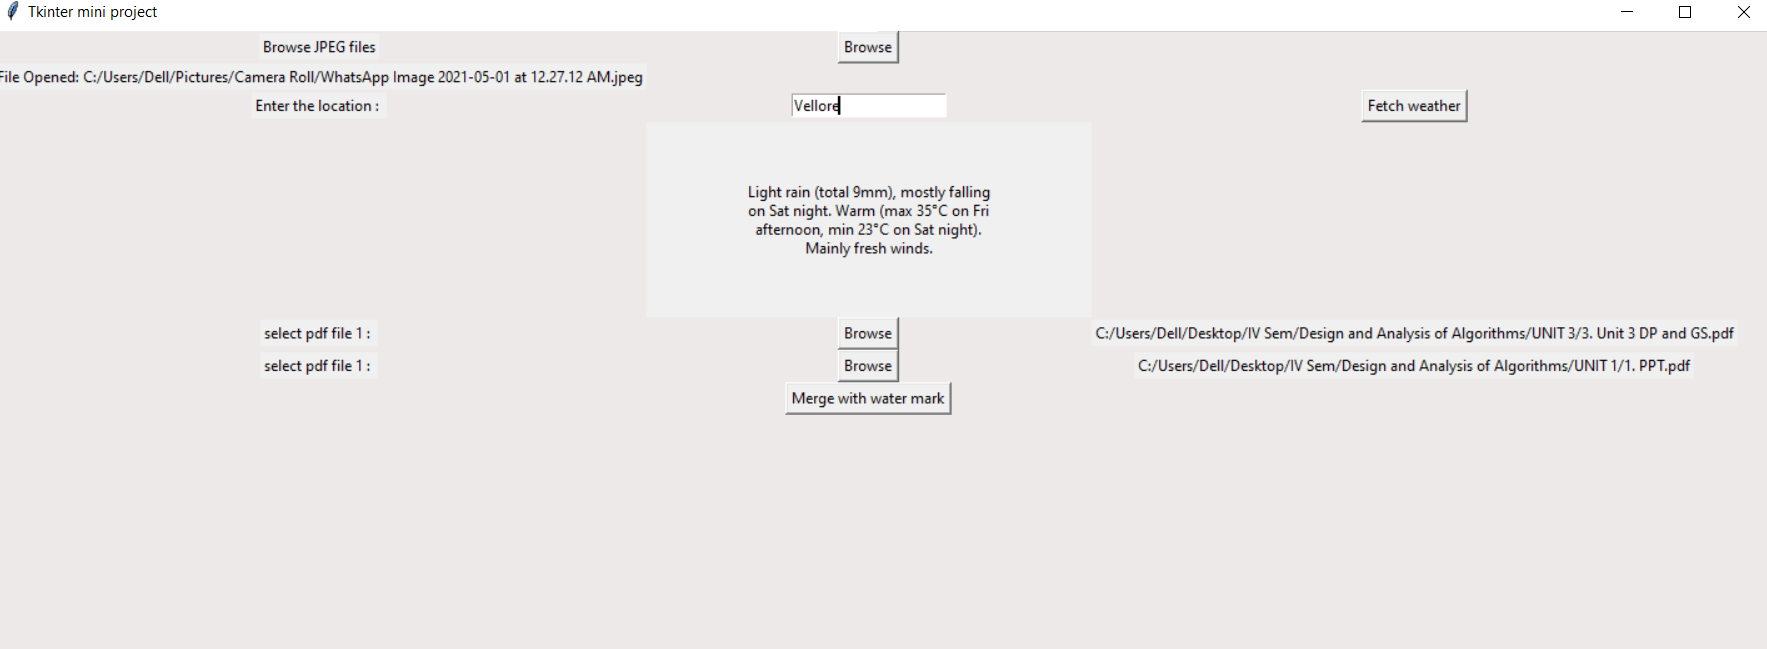 Tkinter mini project
Browse JPEG files Browse
File Opened: C:/Users/Dell/Pictures/Camera Roll/WhatsApp Image 2021-05-01 at 12.27.12 AM.jpeg
Enter the location : Vellore Fetch weather
Light rain (total 9mm), mostly falling
on Sat night. Warm (max 35°C on Fri
afternoon, min 23°C on Sat night).
Mainly fresh winds.
select pdf file 1 : Browse C:/Users/Dell/Desktop/IV Sem/Design and Analysis of Algorithms/UNIT 3/3. Unit 3 DP and GS.pdf
select pdf file 1 : Browse C:/Users/Dell/Desktop/IV Sem/Design and Analysis of Algorithms/UNIT 1/1. PPT.pdf
Merge with water mark